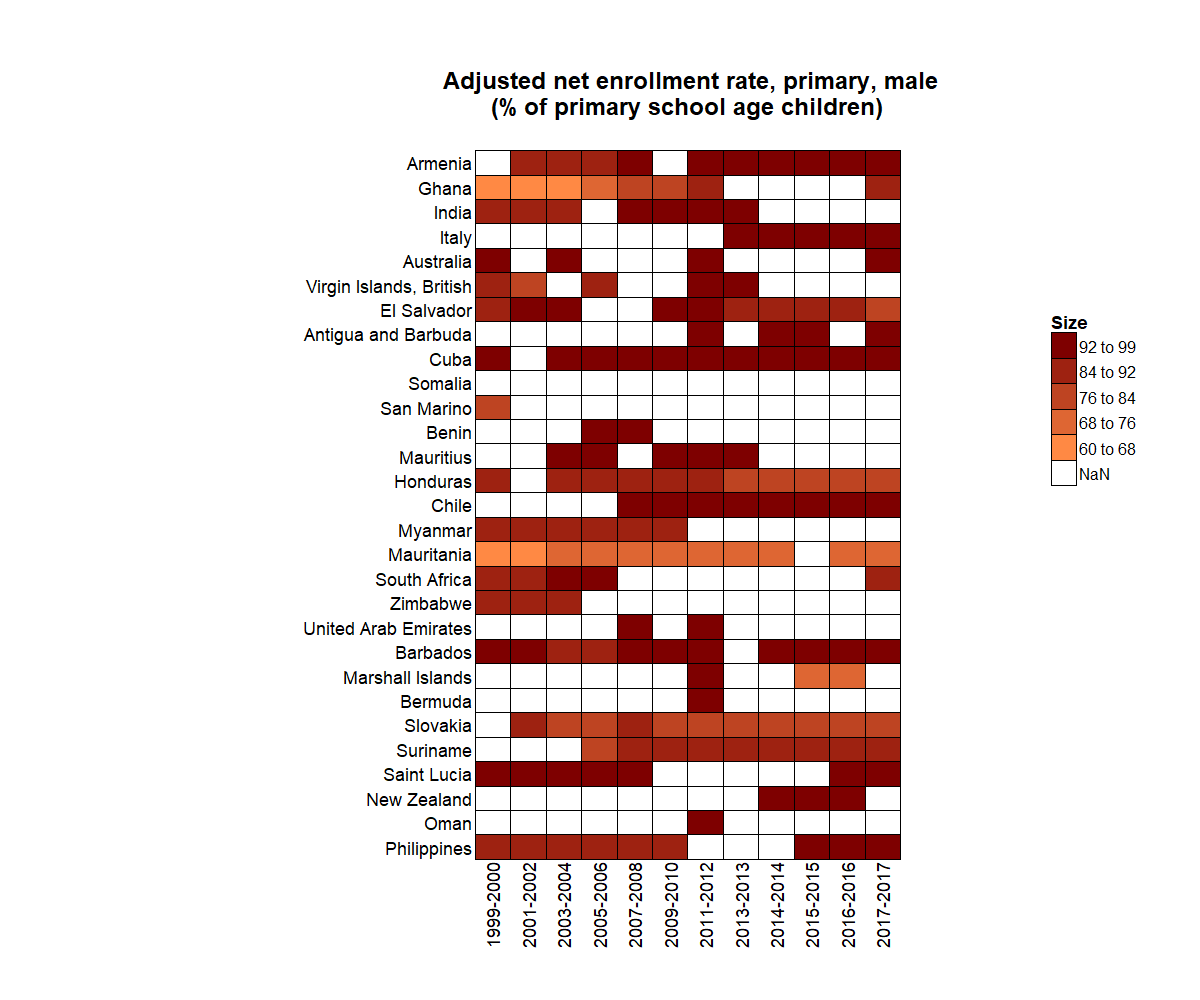 Adjusted net enrollment rate, primary, male
(% of primary school age children)
Armenia
Ghana
India
Italy
Australia
Virgin Islands, British
El Salvador
Antigua and Barbuda
Cuba
Somalia
San Marino
Benin
Mauritius
Honduras
Chile
Myanmar
Mauritania
South Africa
Zimbabwe
United Arab Emirates
Barbados
Marshall Islands
Bermuda
Slovakia
Suriname
Saint Lucia
New Zealand
Oman
Philippines
1999-2000
2001-2002
2003-2004
2005-2006
2007-2008
2009-2010
2011-2012
2013-2013
2014-2014
2015-2015
2016-2016
2017-2017
Size
92 to 99
84 to 92
76 to 84
68 to 76
60 to 68
NaN